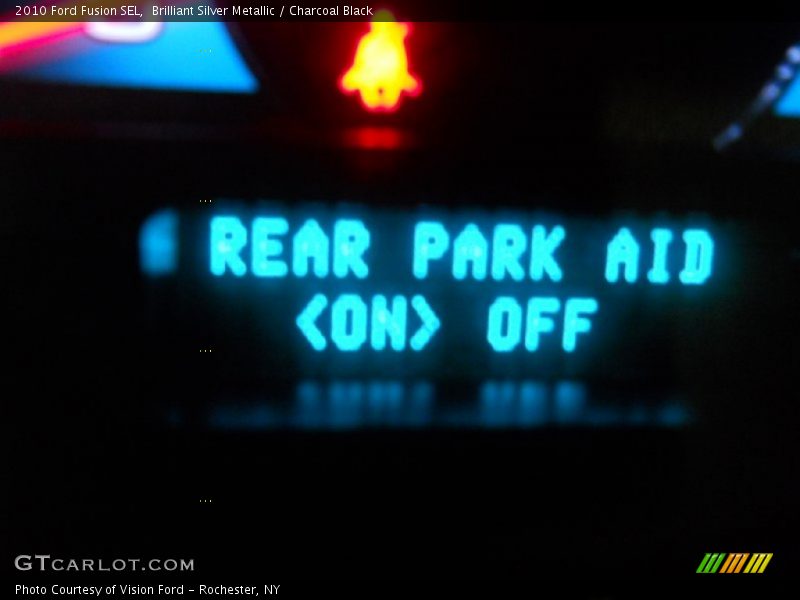 2010 Ford Fusion SEL,  Brilliant Silver Metallic / Charcoal Black
REAR PARK AID
<ON> OFF
GTCARLOT.COM
Photo Courtesy of Vision Ford - Rochester, NY